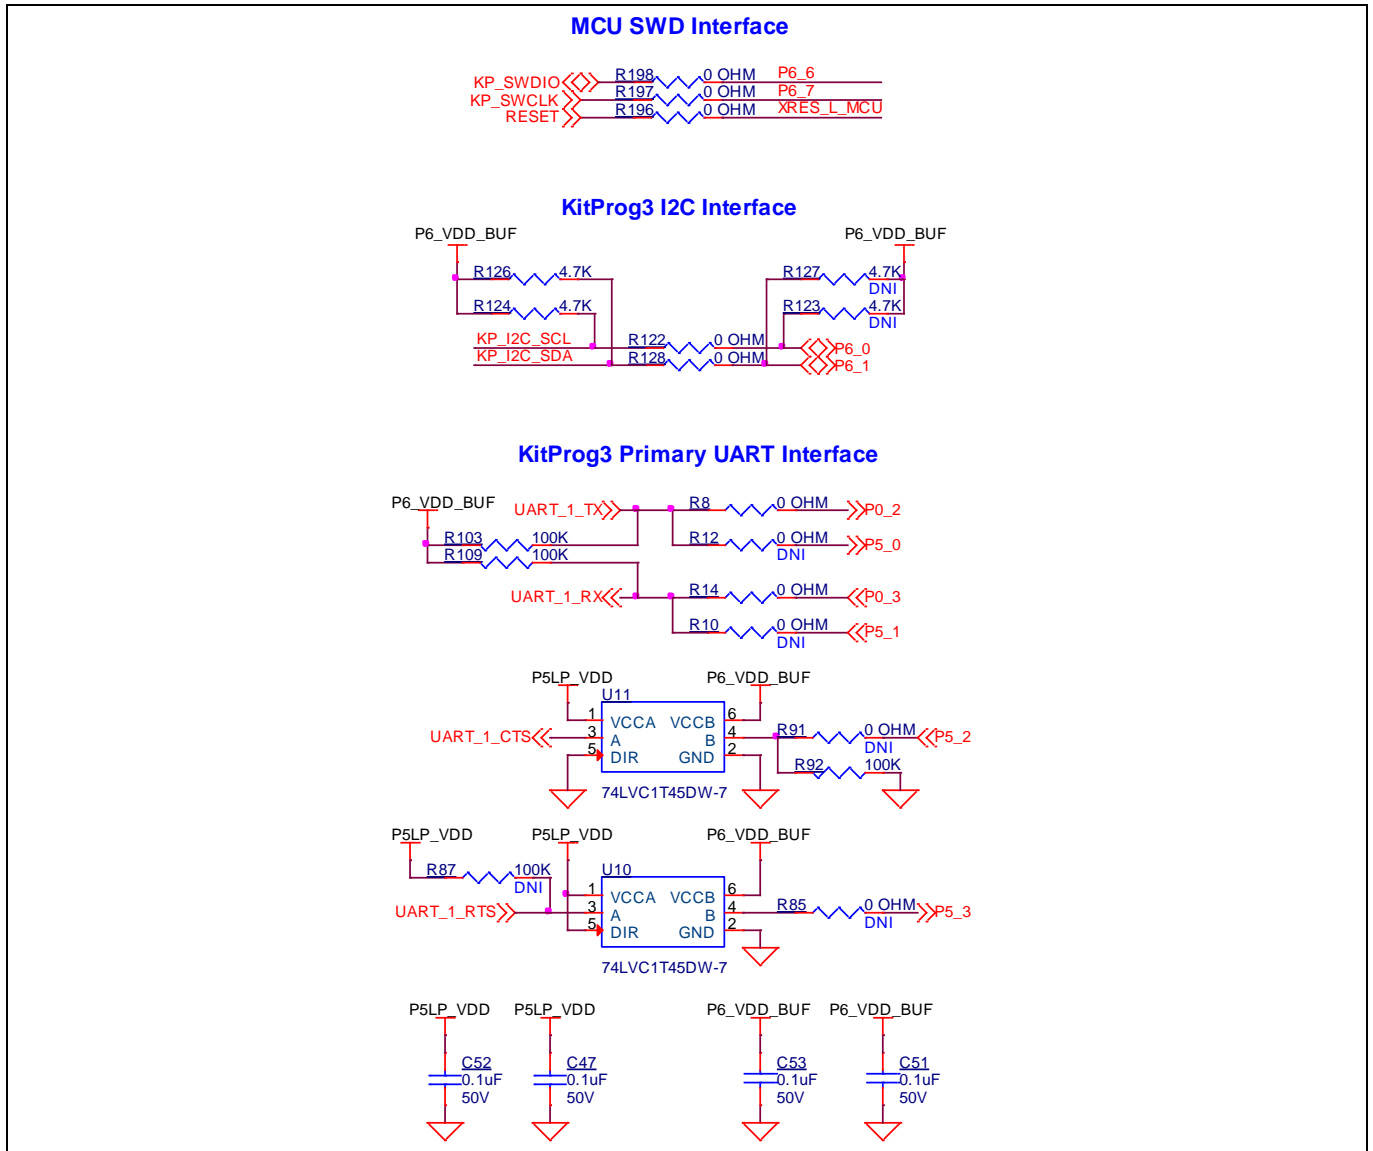 MCU SWD Interface
KP_SWDIO R198 0 OHM P6_6
KP_SWCLK R197 0 OHM P6_7
RESET R196 0 OHM XRES_L_MCU
KitProg3 I2C Interface
P6_VDD_BUF P6_VDD_BUF
R126 4.7K R127 4.7K
DNI
R124 4.7K R123 4.7K
DNI
KP_I2C_SCL R122 0 OHM P6_0
KP_I2C_SDA R128 0 OHM P6_1
KitProg3 Primary UART Interface
P6_VDD_BUF UART_1_TX R8 0 OHM P0_2
R103 100K R12 0 OHM P5_0
DNI
R109 100K
UART_1_RX R14 0 OHM P0_3
R10 0 OHM P5_1
DNI
P5LP_VDD P6_VDD_BUF
U11
1 VCCA VCCB 6
UART_1_CTS 3 A B 4 R91 0 OHM P5_2
DNI
5 DIR GND 2 R92 100K
74LVC1T45DW-7
P5LP_VDD P5LP_VDD P6_VDD_BUF
R87 100K U10
DNI
1 VCCA VCCB 6
UART_1_RTS 3 A B 4 R85 0 OHM P5_3
DNI
5 DIR GND 2
74LVC1T45DW-7
P5LP_VDD P5LP_VDD P6_VDD_BUF P6_VDD_BUF
C52 C47 C53 C51
0.1uF 0.1uF 0.1uF 0.1uF
50V 50V 50V 50V